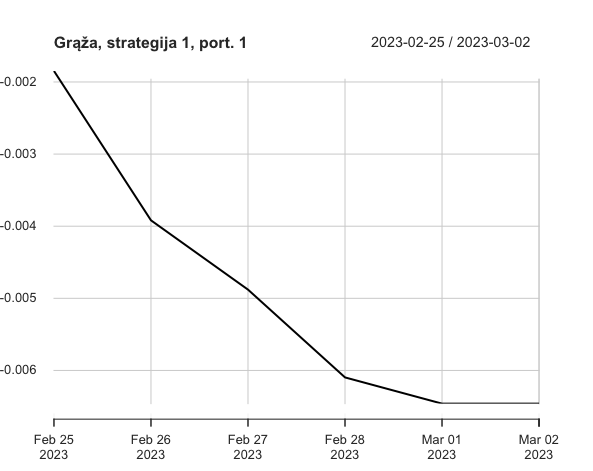 Grąža, strategija 1, port. 1
2023-02-25 / 2023-03-02
-0.002
-0.003
-0.004
-0.005
-0.006
Feb 25 Feb 26 Feb 27 Feb 28 Mar 01 Mar 02
2023 2023 2023 2023 2023 2023